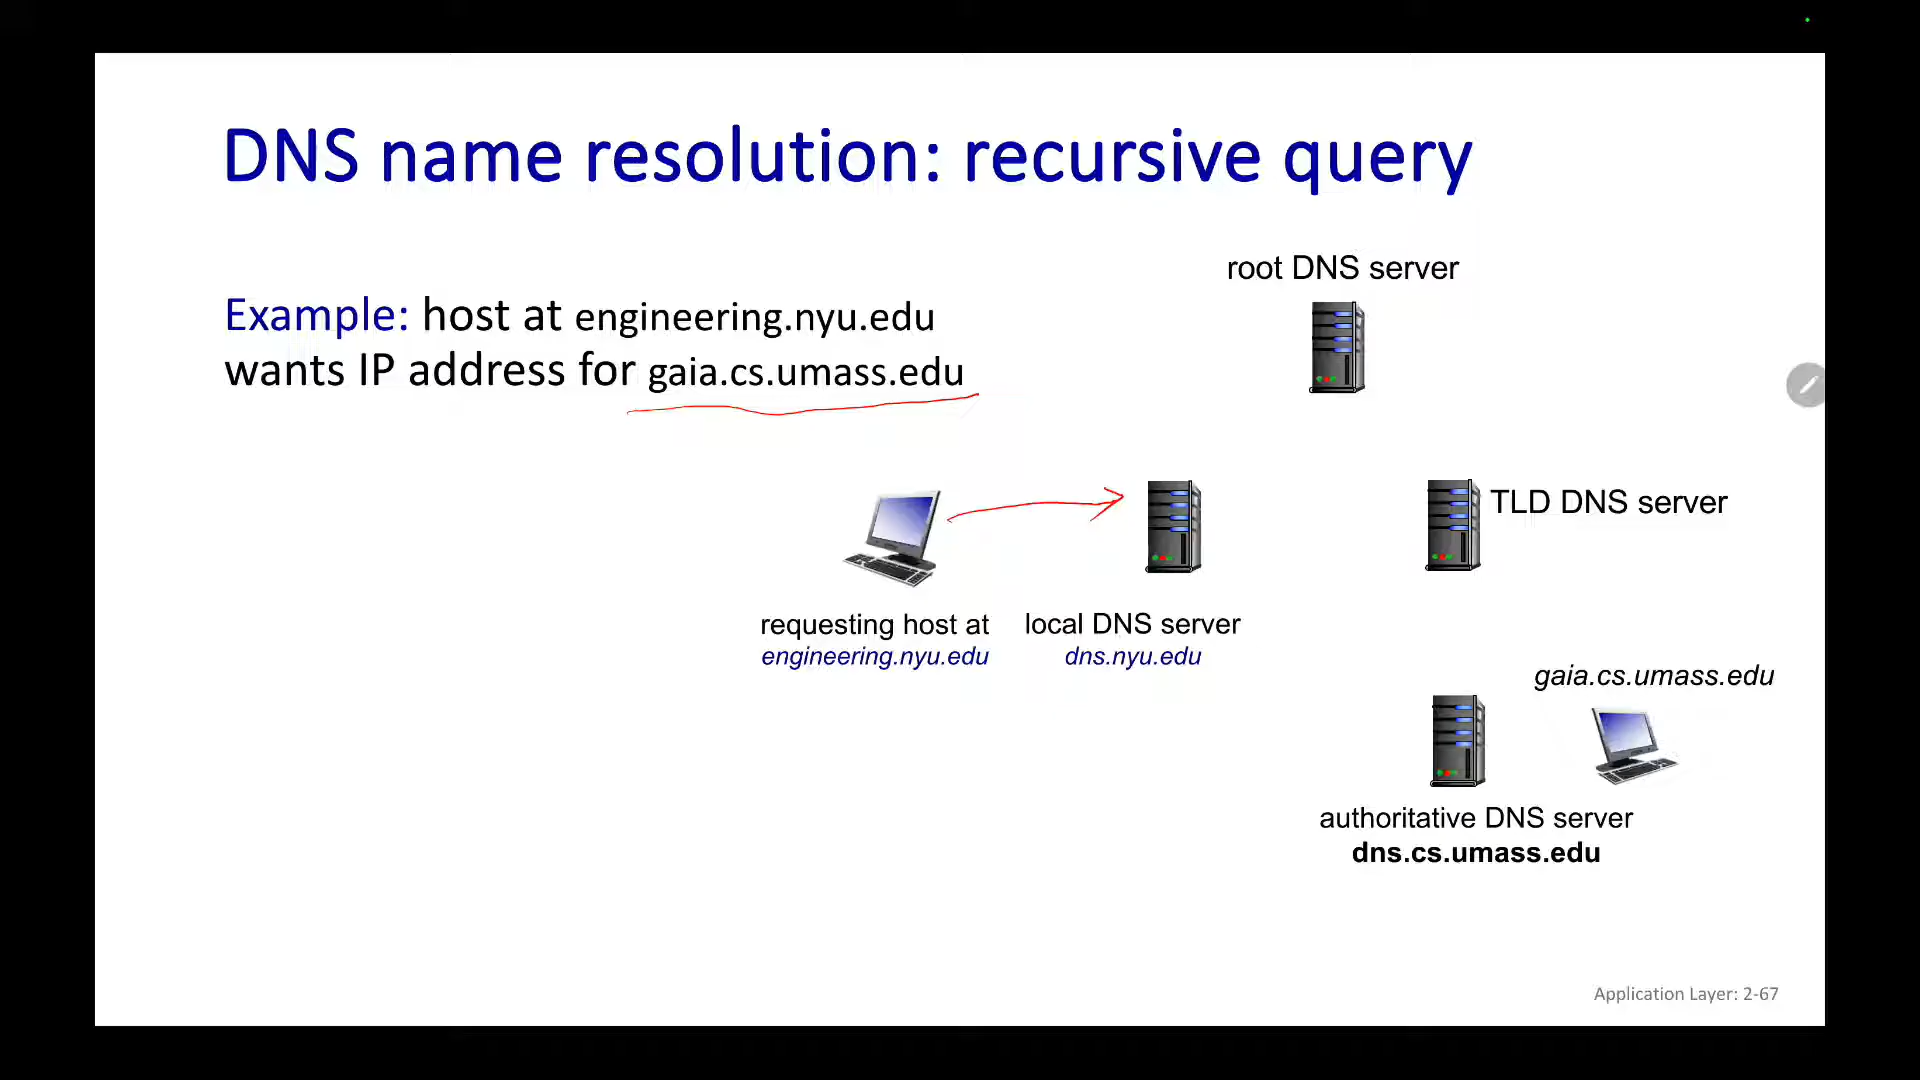 DNS name resolution: recursive query
Example: host at engineering.nyu.edu
wants IP address for gaia.cs.umass.edu
root DNS server
TLD DNS server
requesting host at
engineering.nyu.edu
local DNS server
dns.nyu.edu
gaia.cs.umass.edu
authoritative DNS server
dns.cs.umass.edu
Application Layer: 2-67